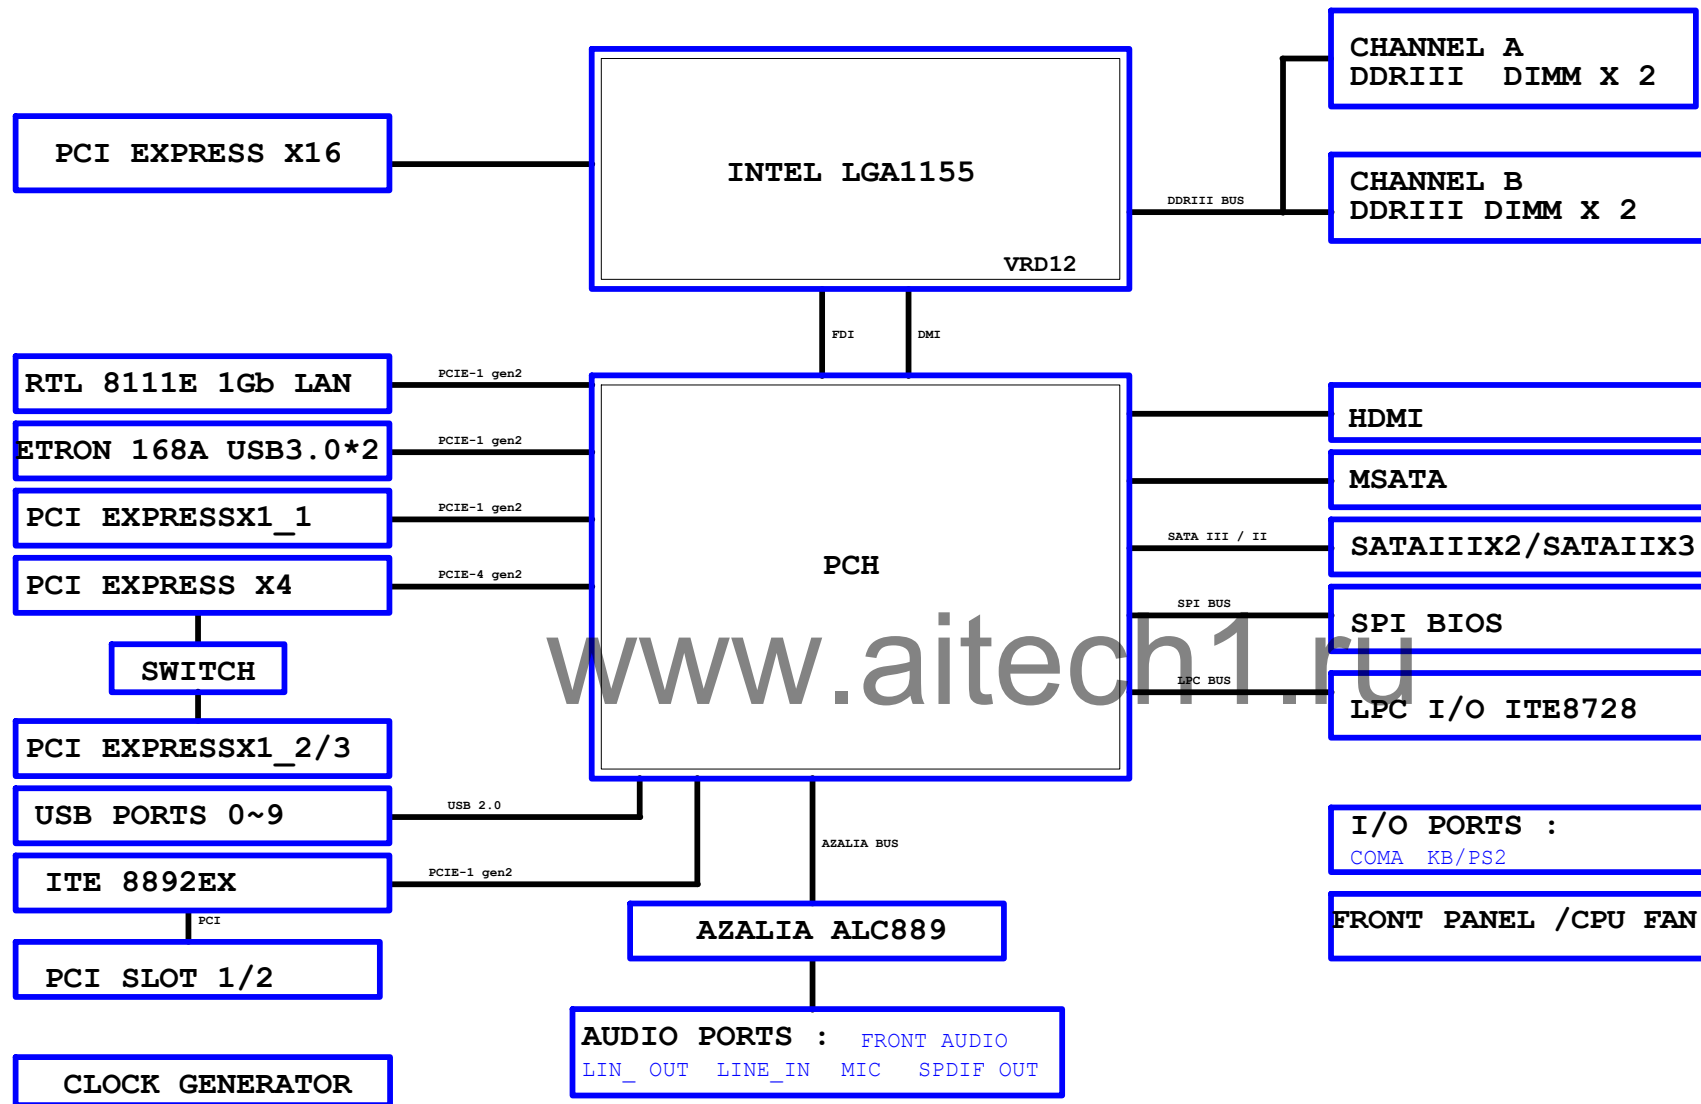 PCI EXPRESS X16
INTEL LGA1155
VRD12
CHANNEL A
DDRIII DIMM X 2
CHANNEL B
DDRIII DIMM X 2
DDRIII BUS
FDI
DMI
RTL 8111E 1Gb LAN
PCIE-1 gen2
ETRON 168A USB3.0*2
PCIE-1 gen2
PCI EXPRESSX1_1
PCIE-1 gen2
PCI EXPRESS X4
PCIE-4 gen2
SWITCH
PCI EXPRESSX1_2/3
USB PORTS 0~9
USB 2.0
ITE 8892EX
PCIE-1 gen2
PCI
PCI SLOT 1/2
CLOCK GENERATOR
PCH
HDMI
MSATA
SATA III / II
SATAIIIX2/SATAIIX3
SPI BUS
SPI BIOS
LPC BUS
LPC I/O ITE8728
www.aitech1.ru
I/O PORTS :
COMA KB/PS2
FRONT PANEL /CPU FAN
AZALIA BUS
AZALIA ALC889
AUDIO PORTS : FRONT AUDIO
LIN_ OUT LINE_IN MIC SPDIF OUT